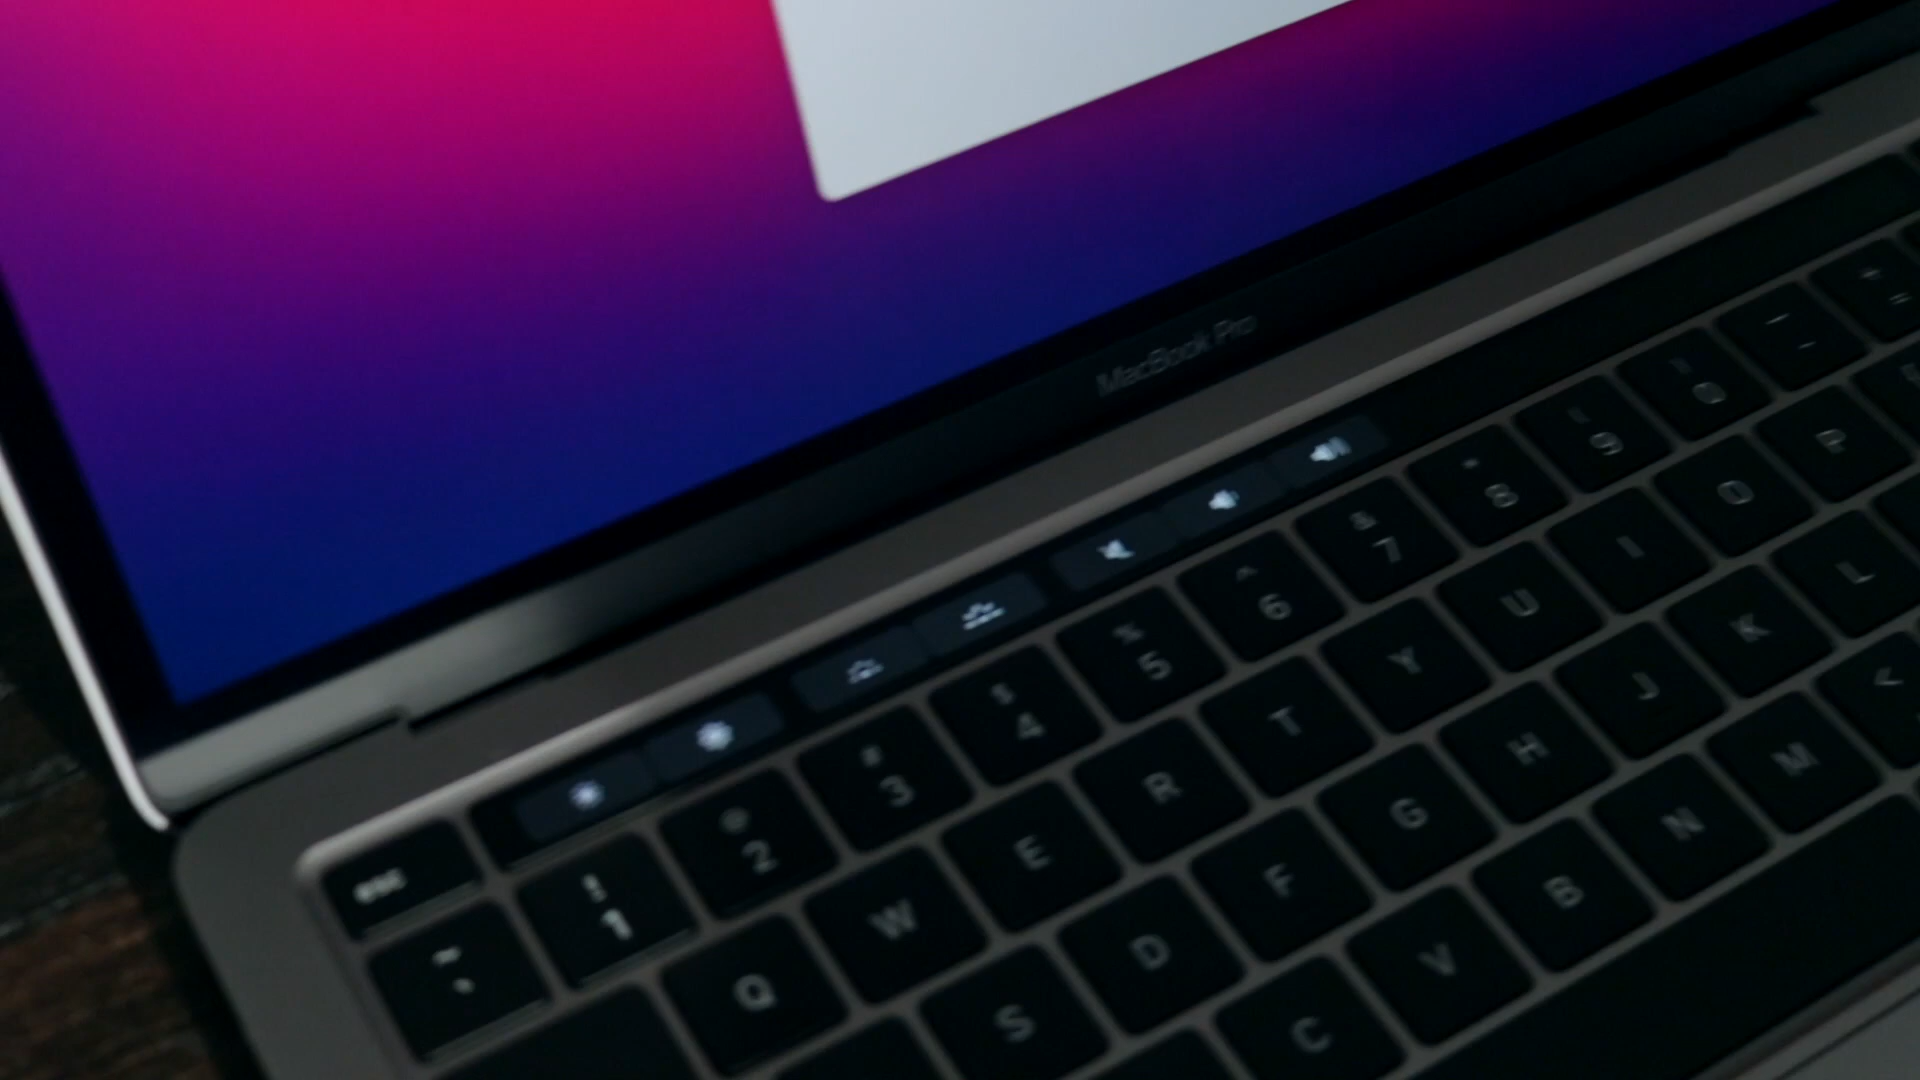 MacBook Pro
esc
~ ! @ # $ % ^ & * ( ) _ +
` 1 2 3 4 5 6 7 8 9 0 - =
Q W E R T Y U I O P
S D F G H J K L
C V B N M <